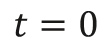 t = 0